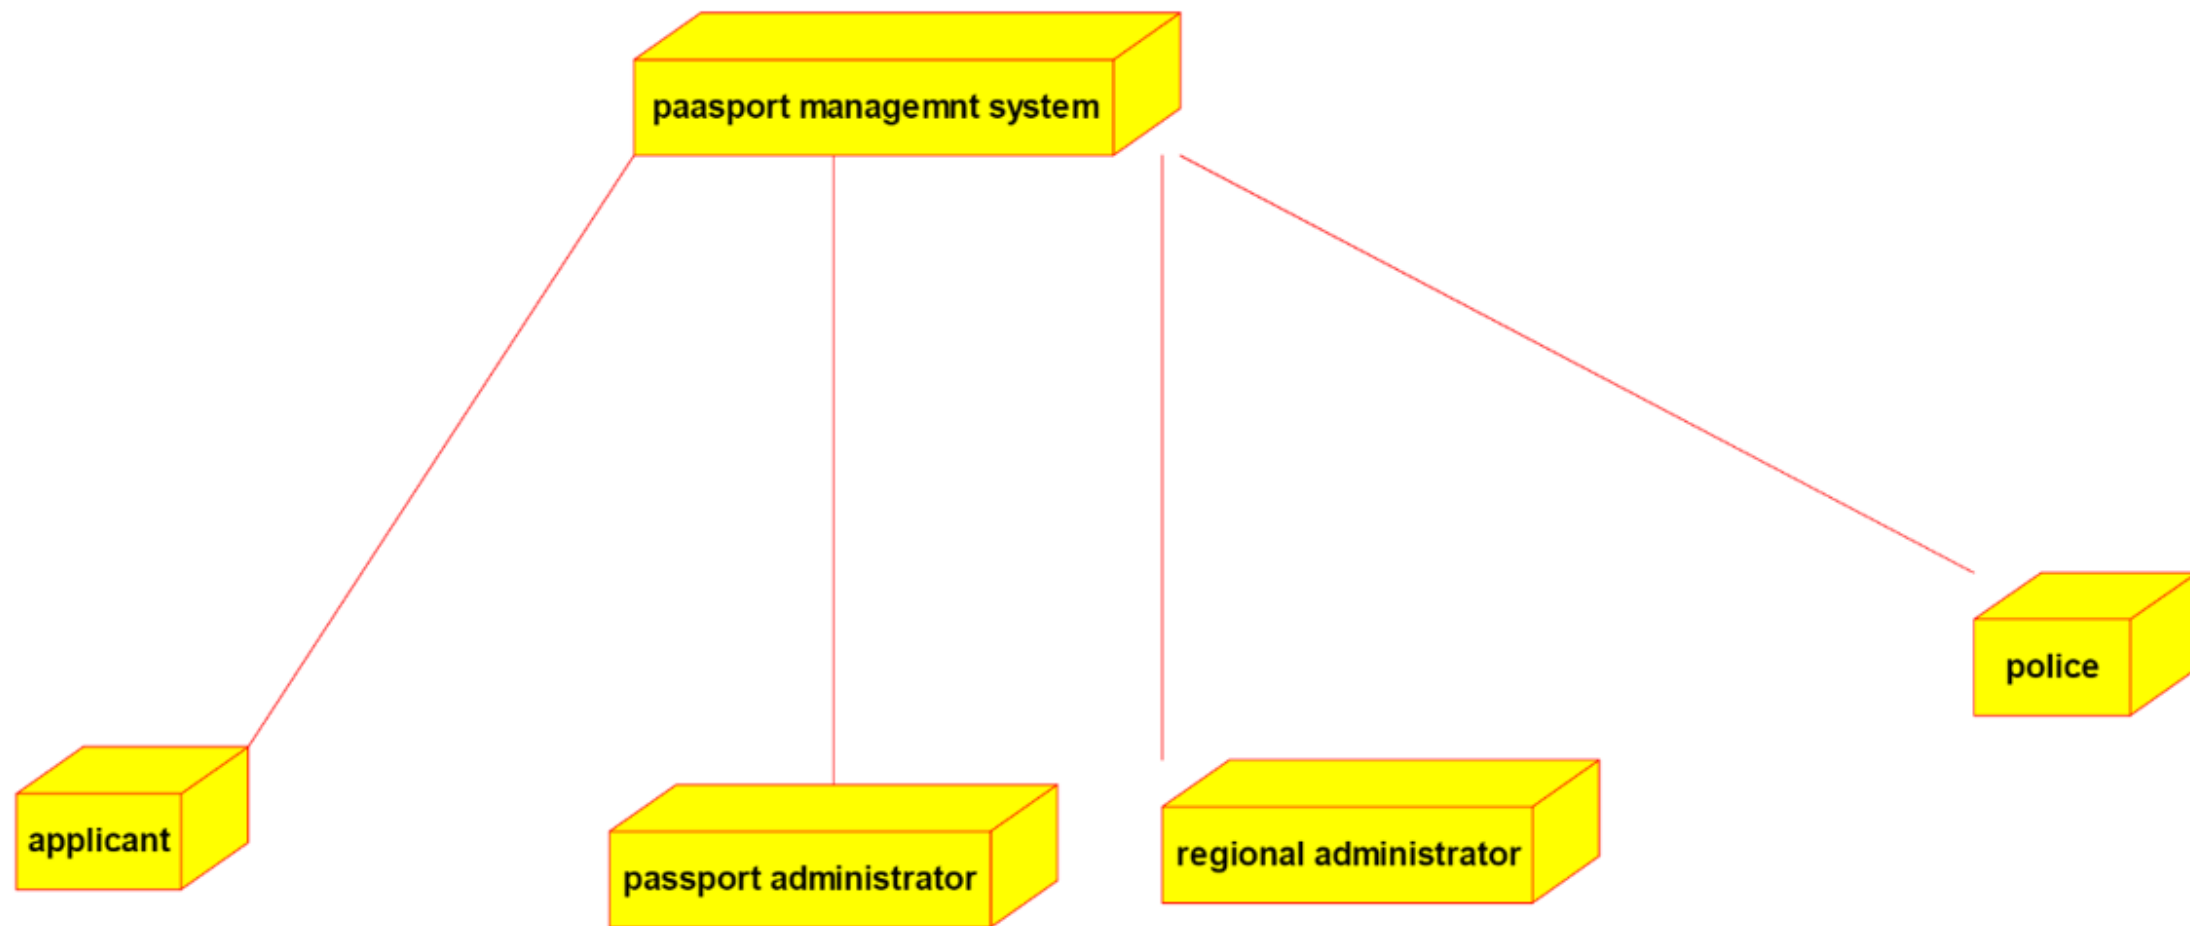 paasport managemnt system
police
applicant
passport administrator
regional administrator